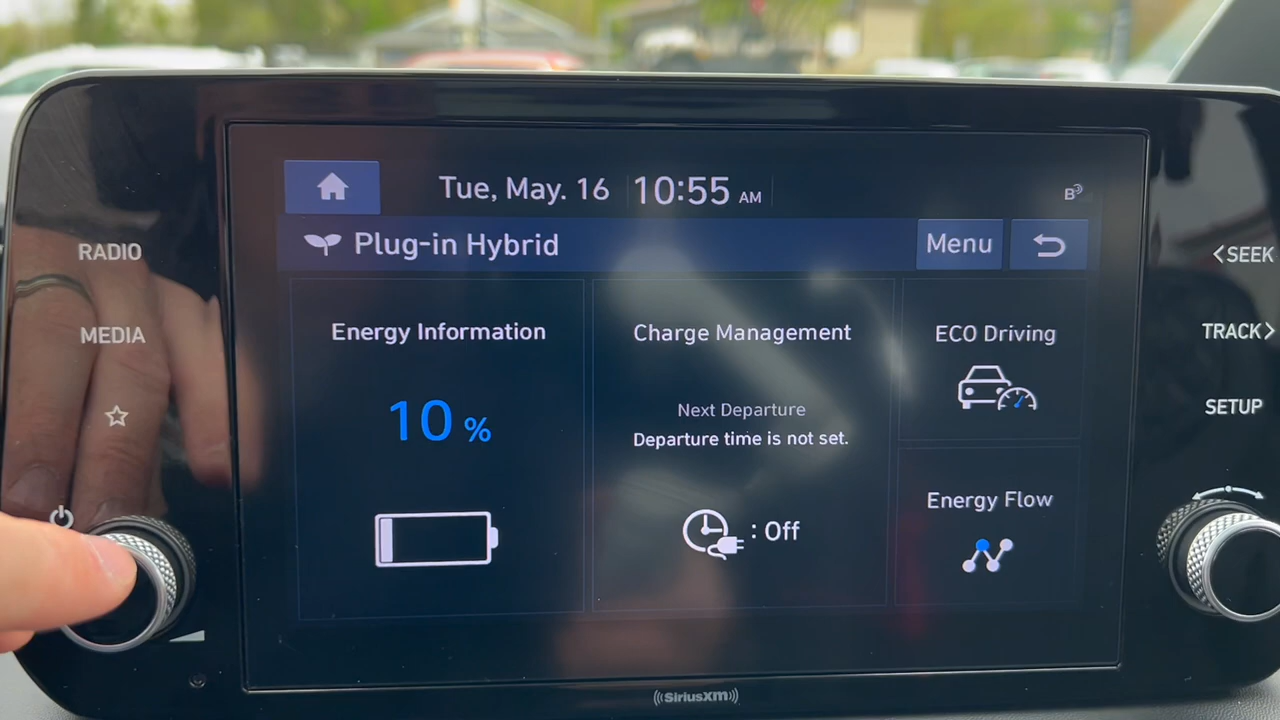 Tue, May. 16 10:55 AM B
RADIO
MEDIA
Plug-in Hybrid Menu
<SEEK
TRACK>
SETUP
Energy Information
10 %
Charge Management
Next Departure
Departure time is not set.
: Off
ECO Driving
Energy Flow
((SiriusXM))